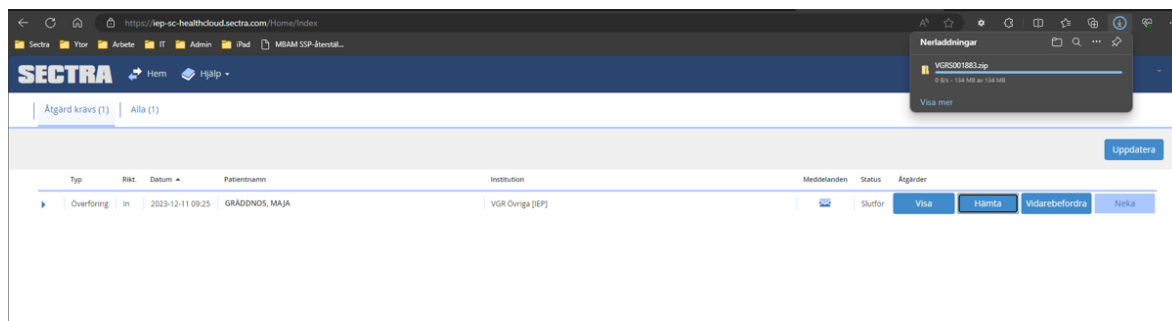 https://iep-sc-healthcloud.sectra.com/Home/Index
Sectra Ytor Arbete IT Admin iPad MBAM SSP-återstäl...
Nerladdningar
VGRS001883.zip
0 B/s - 134 MB av 134 MB
Visa mer
SECTRA Hem Hjälp
Åtgärd krävs (1) Alla (1)
Uppdatera
Typ Rikt. Datum Patientnamn Institution Meddelanden Status Åtgärder
Överföring In 2023-12-11 09:25 GRÄDDNOS, MAJA VGR Övriga [IEP] Slutför Visa Hämta Vidarebefordra Neka